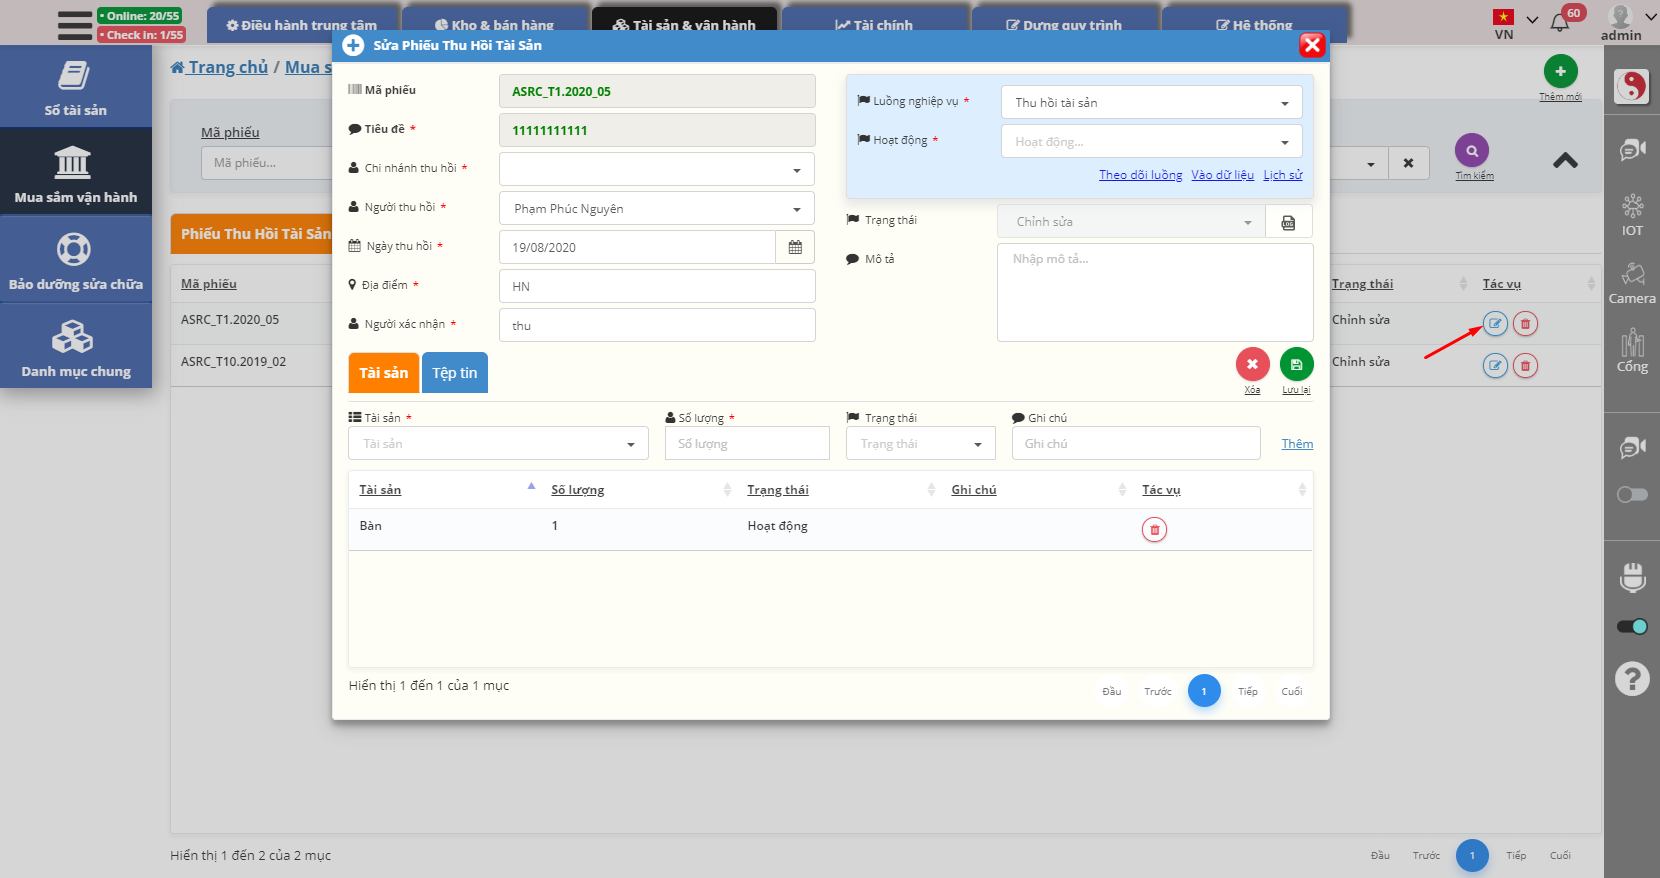 • Online: 20/55
• Check in: 1/55
Điều hành trung tâm
Kho & bán hàng
Tài sản & vận hành
Tài chính
Dựng quy trình
Hệ thống
VN
60
admin
Sổ tài sản
Mua sắm vận hành
Bảo dưỡng sửa chữa
Danh mục chung
Trang chủ / Mua s
Thêm mới
Mã phiếu
Mã phiếu...
Tìm kiếm
Phiếu Thu Hồi Tài Sản
Mã phiếu
Trạng thái
Tác vụ
ASRC_T1.2020_05
Chỉnh sửa
ASRC_T10.2019_02
Chỉnh sửa
Hiển thị 1 đến 2 của 2 mục
Đầu
Trước
1
Tiếp
Cuối
IOT
Camera
Cổng
Sửa Phiếu Thu Hồi Tài Sản
Mã phiếu
ASRC_T1.2020_05
Tiêu đề *
11111111111
Chi nhánh thu hồi *
Người thu hồi *
Phạm Phúc Nguyên
Ngày thu hồi *
19/08/2020
Địa điểm *
HN
Người xác nhận *
thu
Luồng nghiệp vụ *
Thu hồi tài sản
Hoạt động *
Hoạt động...
Theo dõi luồng
Vào dữ liệu
Lịch sử
Trạng thái
Chỉnh sửa
Mô tả
Nhập mô tả...
Tài sản
Tệp tin
Xóa
Lưu lại
Tài sản *
Số lượng *
Trạng thái
Ghi chú
Tài sản
Số lượng
Trạng thái
Ghi chú
Thêm
Tài sản
Số lượng
Trạng thái
Ghi chú
Tác vụ
Bàn
1
Hoạt động
Hiển thị 1 đến 1 của 1 mục
Đầu
Trước
1
Tiếp
Cuối